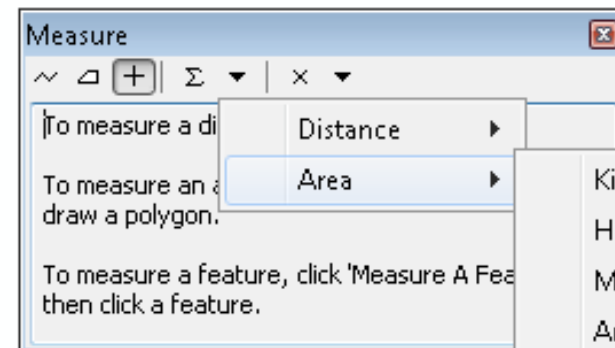 Measure
Σ
To measure a di
Distance
To measure an a
Area
draw a polygon.
Ki
H
To measure a feature, click 'Measure A Fea
M
then click a feature.